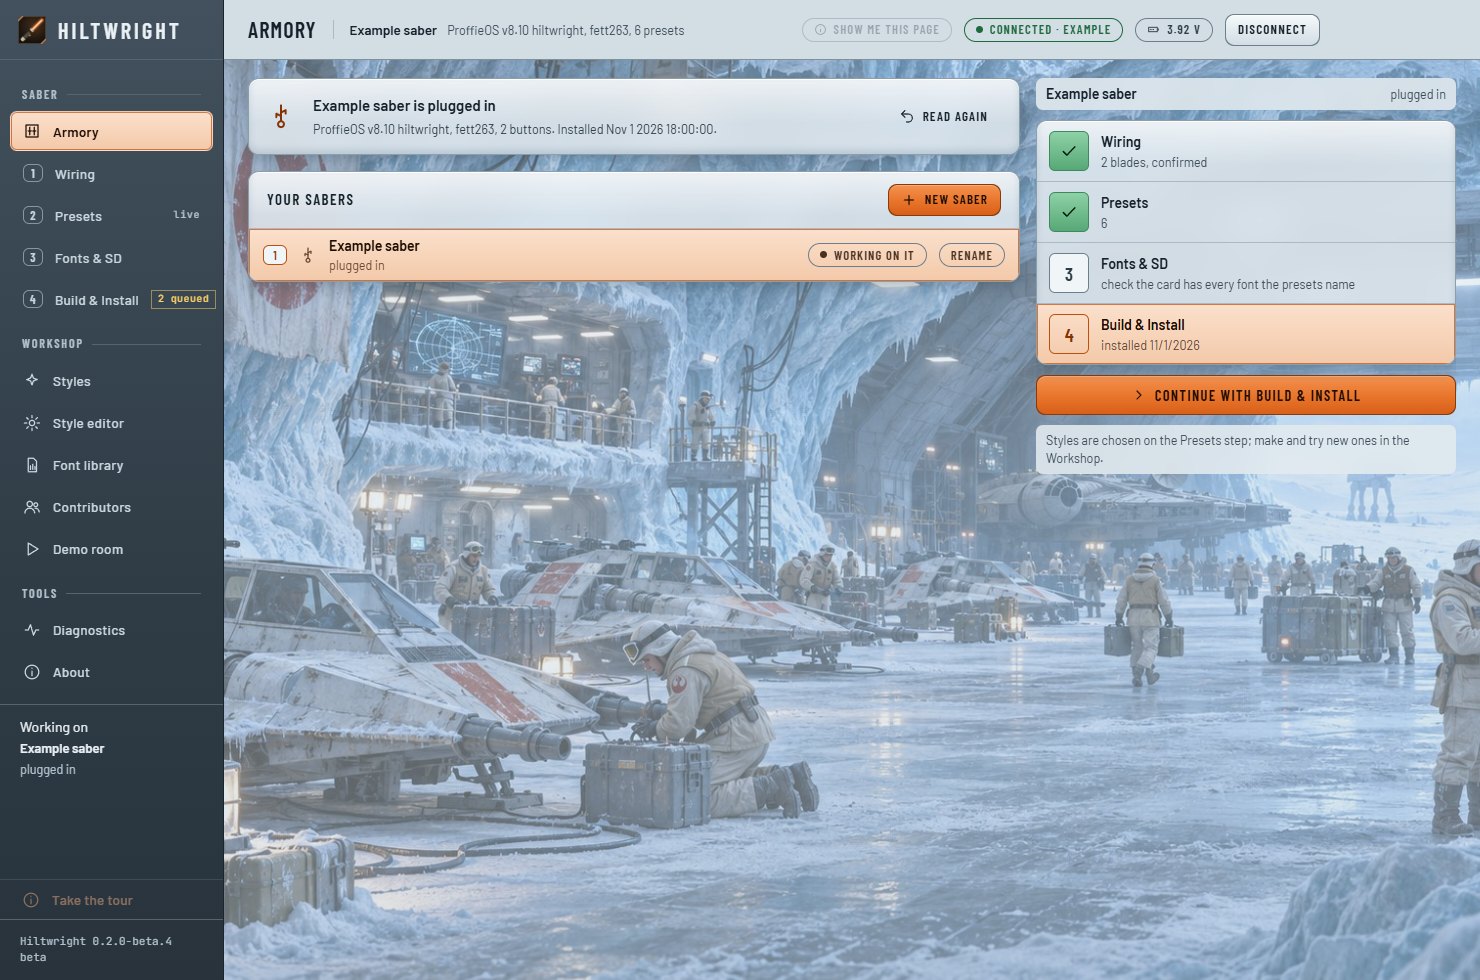 HILTWRIGHT
SABER
Armory
1 Wiring
2 Presets live
3 Fonts & SD
4 Build & Install 2 queued
WORKSHOP
Styles
Style editor
Font library
Contributors
Demo room
TOOLS
Diagnostics
About
Working on
Example saber
plugged in
Take the tour
Hiltwright 0.2.0-beta.4
beta
ARMORY
Example saber ProffieOS v8.10 hiltwright, fett263, 6 presets
SHOW ME THIS PAGE
CONNECTED · EXAMPLE
3.92 V
DISCONNECT
Example saber is plugged in
ProffieOS v8.10 hiltwright, fett263, 2 buttons. Installed Nov 1 2026 18:00:00.
READ AGAIN
YOUR SABERS
NEW SABER
1
Example saber
plugged in
WORKING ON IT
RENAME
Example saber plugged in
Wiring
2 blades, confirmed
Presets
6
3
Fonts & SD
check the card has every font the presets name
4
Build & Install
installed 11/1/2026
CONTINUE WITH BUILD & INSTALL
Styles are chosen on the Presets step; make and try new ones in the
Workshop.